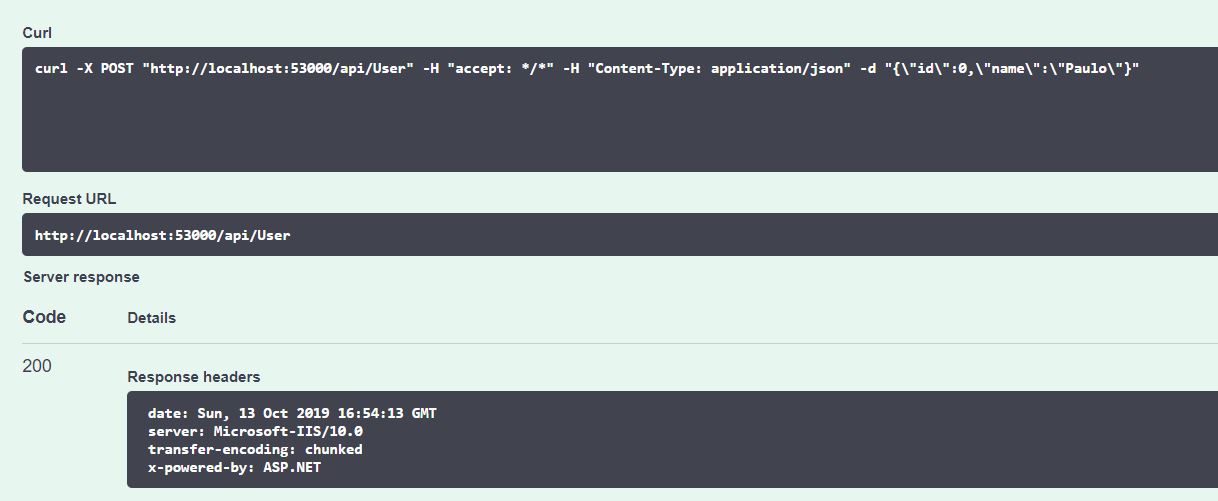 Curl
curl -X POST "http://localhost:53000/api/User" -H "accept: */*" -H "Content-Type: application/json" -d "{\"id\":0,\"name\":\"Paulo\"}"
Request URL
http://localhost:53000/api/User
Server response
Code Details
200
Response headers
date: Sun, 13 Oct 2019 16:54:13 GMT
server: Microsoft-IIS/10.0
transfer-encoding: chunked
x-powered-by: ASP.NET